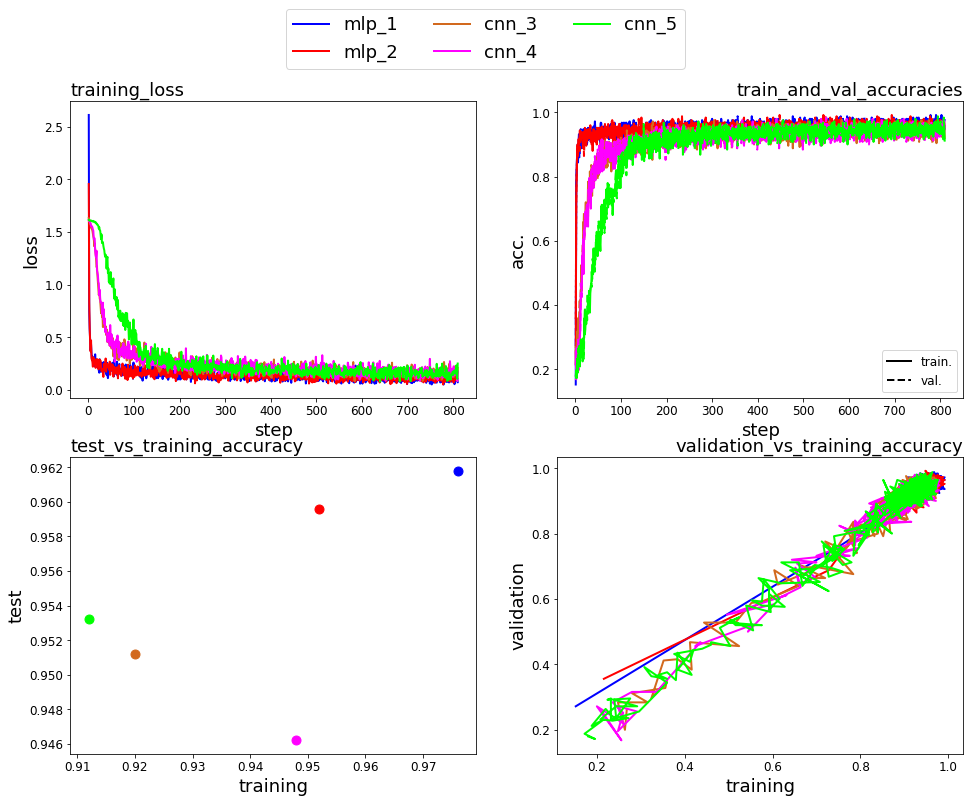 mlp_1 cnn_3 cnn_5
mlp_2 cnn_4
training_loss
2.5
2.0
1.5
1.0
0.5
0.0
loss
0 100 200 300 400 500 600 700 800
step
train_and_val_accuracies
1.0
0.8
0.6
0.4
0.2
acc.
train.
val.
0 100 200 300 400 500 600 700 800
step
test_vs_training_accuracy
0.962
0.960
0.958
0.956
0.954
0.952
0.950
0.948
0.946
test
0.91 0.92 0.93 0.94 0.95 0.96 0.97
training
validation_vs_training_accuracy
1.0
0.8
0.6
0.4
0.2
validation
0.2 0.4 0.6 0.8 1.0
training